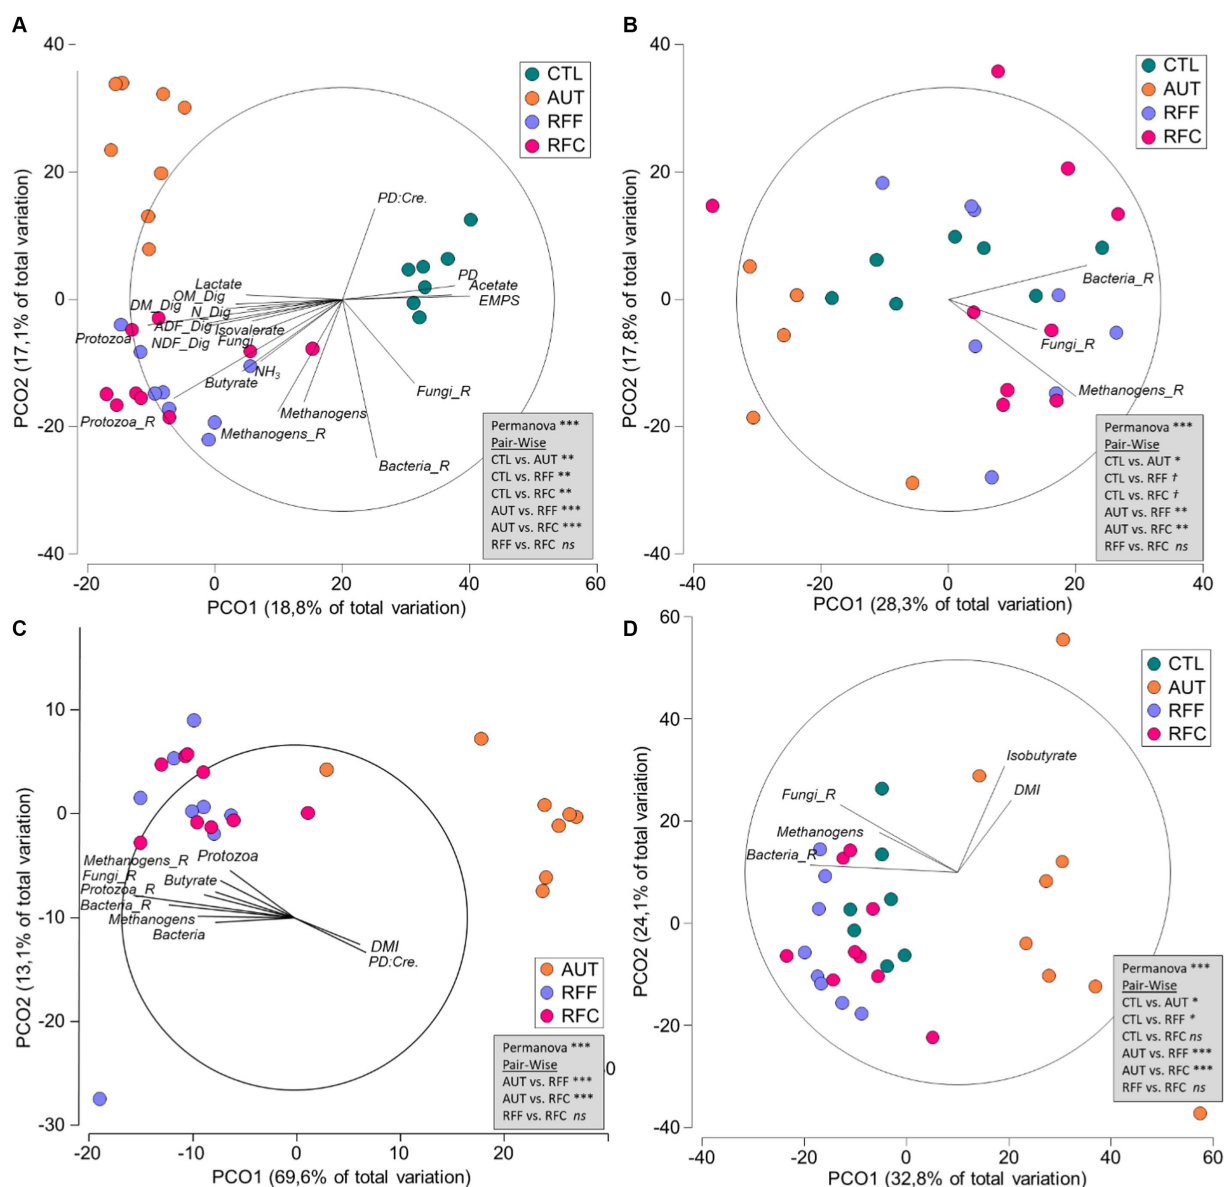 A
40
20
0
-20
-40
PCO2 (17,1% of total variation)
CTL
AUT
RFF
RFC
PD:Cre.
PD
Acetate
EMPS
Lactate
OM_Dig
DM_Dig
N_Dig
ADF_Dig
Isovalerate
Protozoa
NDF_Dig
Fungi
NH3
Butyrate
Fungi_R
Methanogens
Protozoa_R
Methanogens_R
Bacteria_R
Permanova ***
Pair-Wise
CTL vs. AUT **
CTL vs. RFF **
CTL vs. RFC **
AUT vs. RFF ***
AUT vs. RFC ***
RFF vs. RFC ns
-20
0
20
40
60
PCO1 (18,8% of total variation)
B
40
20
0
-20
-40
PCO2 (17,8% of total variation)
CTL
AUT
RFF
RFC
Bacteria_R
Fungi_R
Methanogens_R
Permanova ***
Pair-Wise
CTL vs. AUT *
CTL vs. RFF †
CTL vs. RFC †
AUT vs. RFF **
AUT vs. RFC **
RFF vs. RFC ns
-40
-20
0
20
40
PCO1 (28,3% of total variation)
C
10
0
-10
-20
-30
PCO2 (13,1% of total variation)
Protozoa
Methanogens_R
Fungi_R
Butyrate
Protozoa_R
Bacteria_R
Methanogens
Bacteria
DMI
PD:Cre.
AUT
RFF
RFC
Permanova ***
Pair-Wise
AUT vs. RFF ***
AUT vs. RFC ***
RFF vs. RFC ns
-20
-10
0
10
20
PCO1 (69,6% of total variation)
D
60
40
20
0
-20
-40
PCO2 (24,1% of total variation)
CTL
AUT
RFF
RFC
Isobutyrate
DMI
Fungi_R
Methanogens
Bacteria_R
Permanova ***
Pair-Wise
CTL vs. AUT *
CTL vs. RFF *
CTL vs. RFC ns
AUT vs. RFF ***
AUT vs. RFC ***
RFF vs. RFC ns
-40
-20
0
20
40
60
PCO1 (32,8% of total variation)